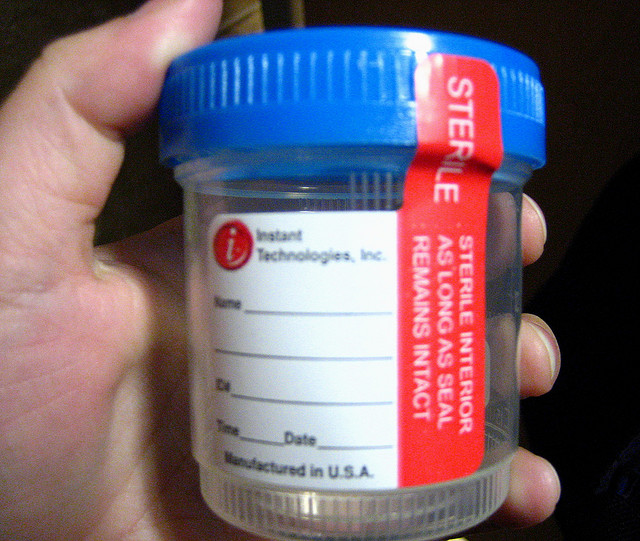 i Instant
Technologies, Inc.
Name
ID#
Time Date
Manufactured in U.S.A.
STERILE
STERILE INTERIOR
AS LONG AS SEAL
REMAINS INTACT